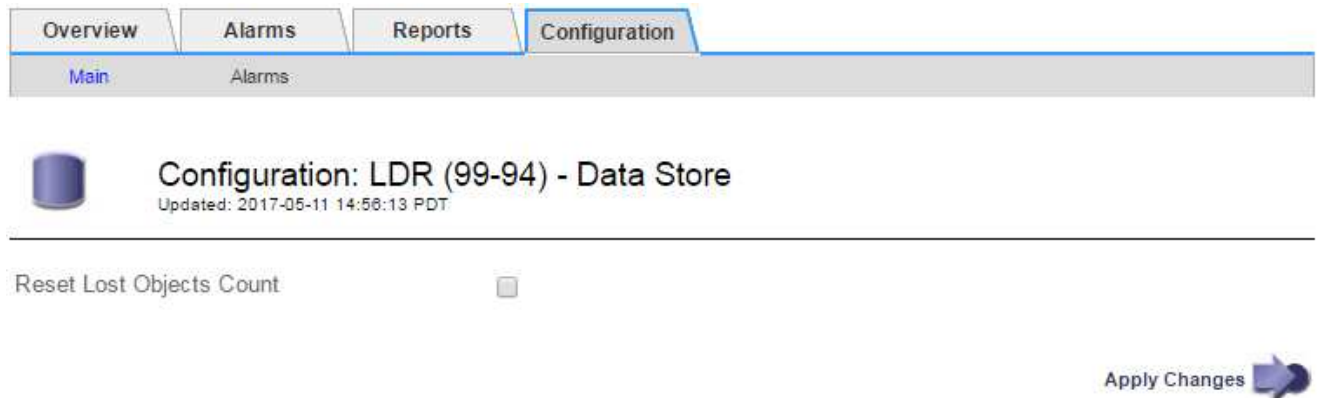 Overview Alarms Reports Configuration
Main Alarms
Configuration: LDR (99-94) - Data Store
Updated: 2017-05-11 14:56:13 PDT
Reset Lost Objects Count
Apply Changes